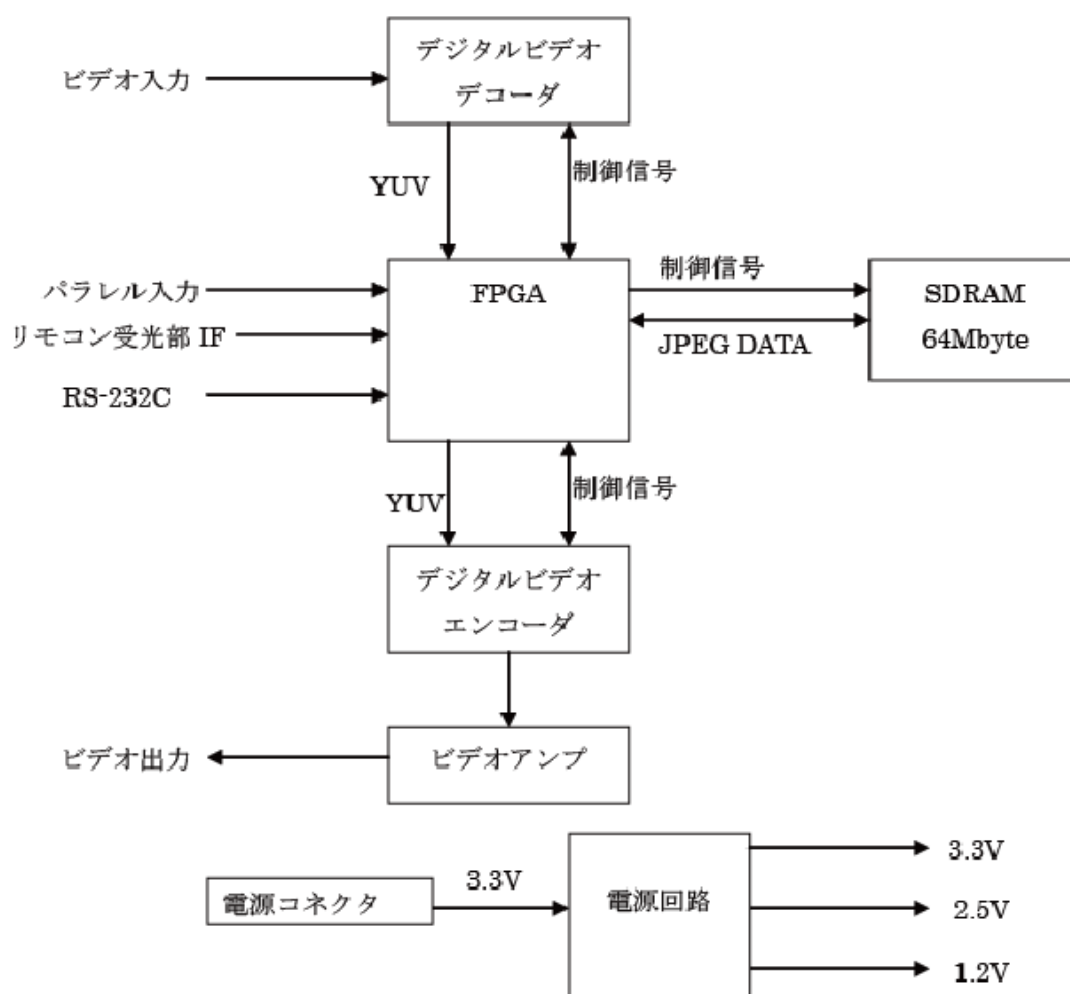 デジタルビデオ
デコーダ
ビデオ入力
YUV
制御信号
パラレル入力
リモコン受光部 IF
RS-232C
FPGA
制御信号
JPEG DATA
SDRAM
64Mbyte
YUV
制御信号
デジタルビデオ
エンコーダ
ビデオ出力
ビデオアンプ
電源コネクタ
3.3V
電源回路
3.3V
2.5V
1.2V